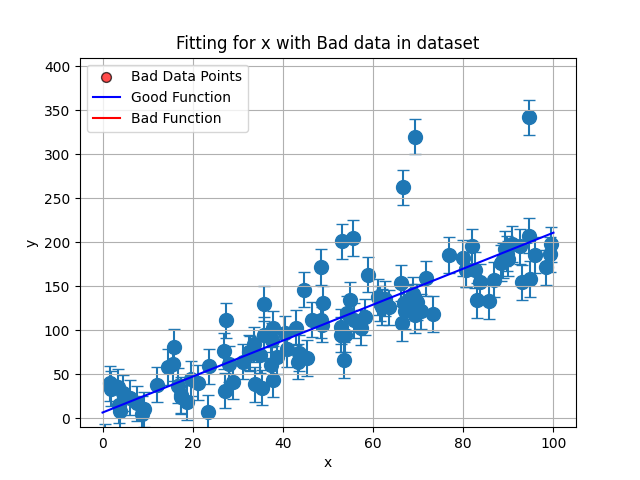 Fitting for x with Bad data in dataset
Bad Data Points
Good Function
Bad Function
400
350
300
250
200
150
100
50
0
y
0 20 40 60 80 100
x